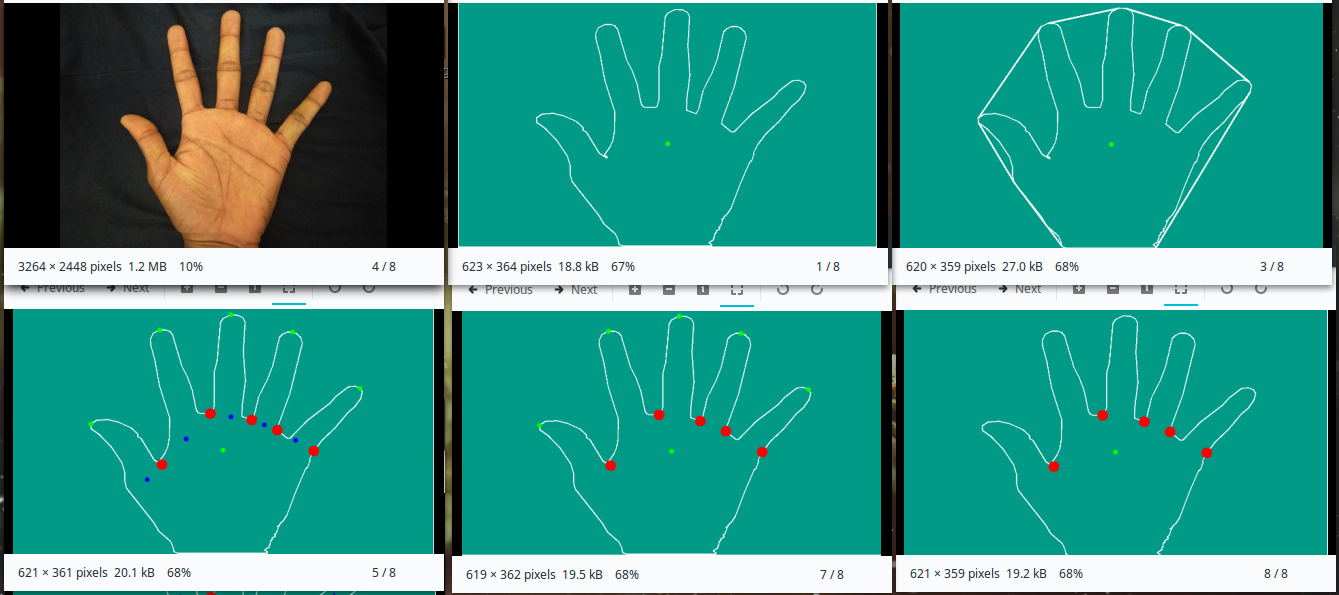 3264 × 2448 pixels 1.2 MB 10% 4 / 8
623 × 364 pixels 18.8 kB 67% 1 / 8
620 × 359 pixels 27.0 kB 68% 3 / 8
Previous Next
Previous Next
Previous Next
621 × 361 pixels 20.1 kB 68% 5 / 8
619 × 362 pixels 19.5 kB 68% 7 / 8
621 × 359 pixels 19.2 kB 68% 8 / 8